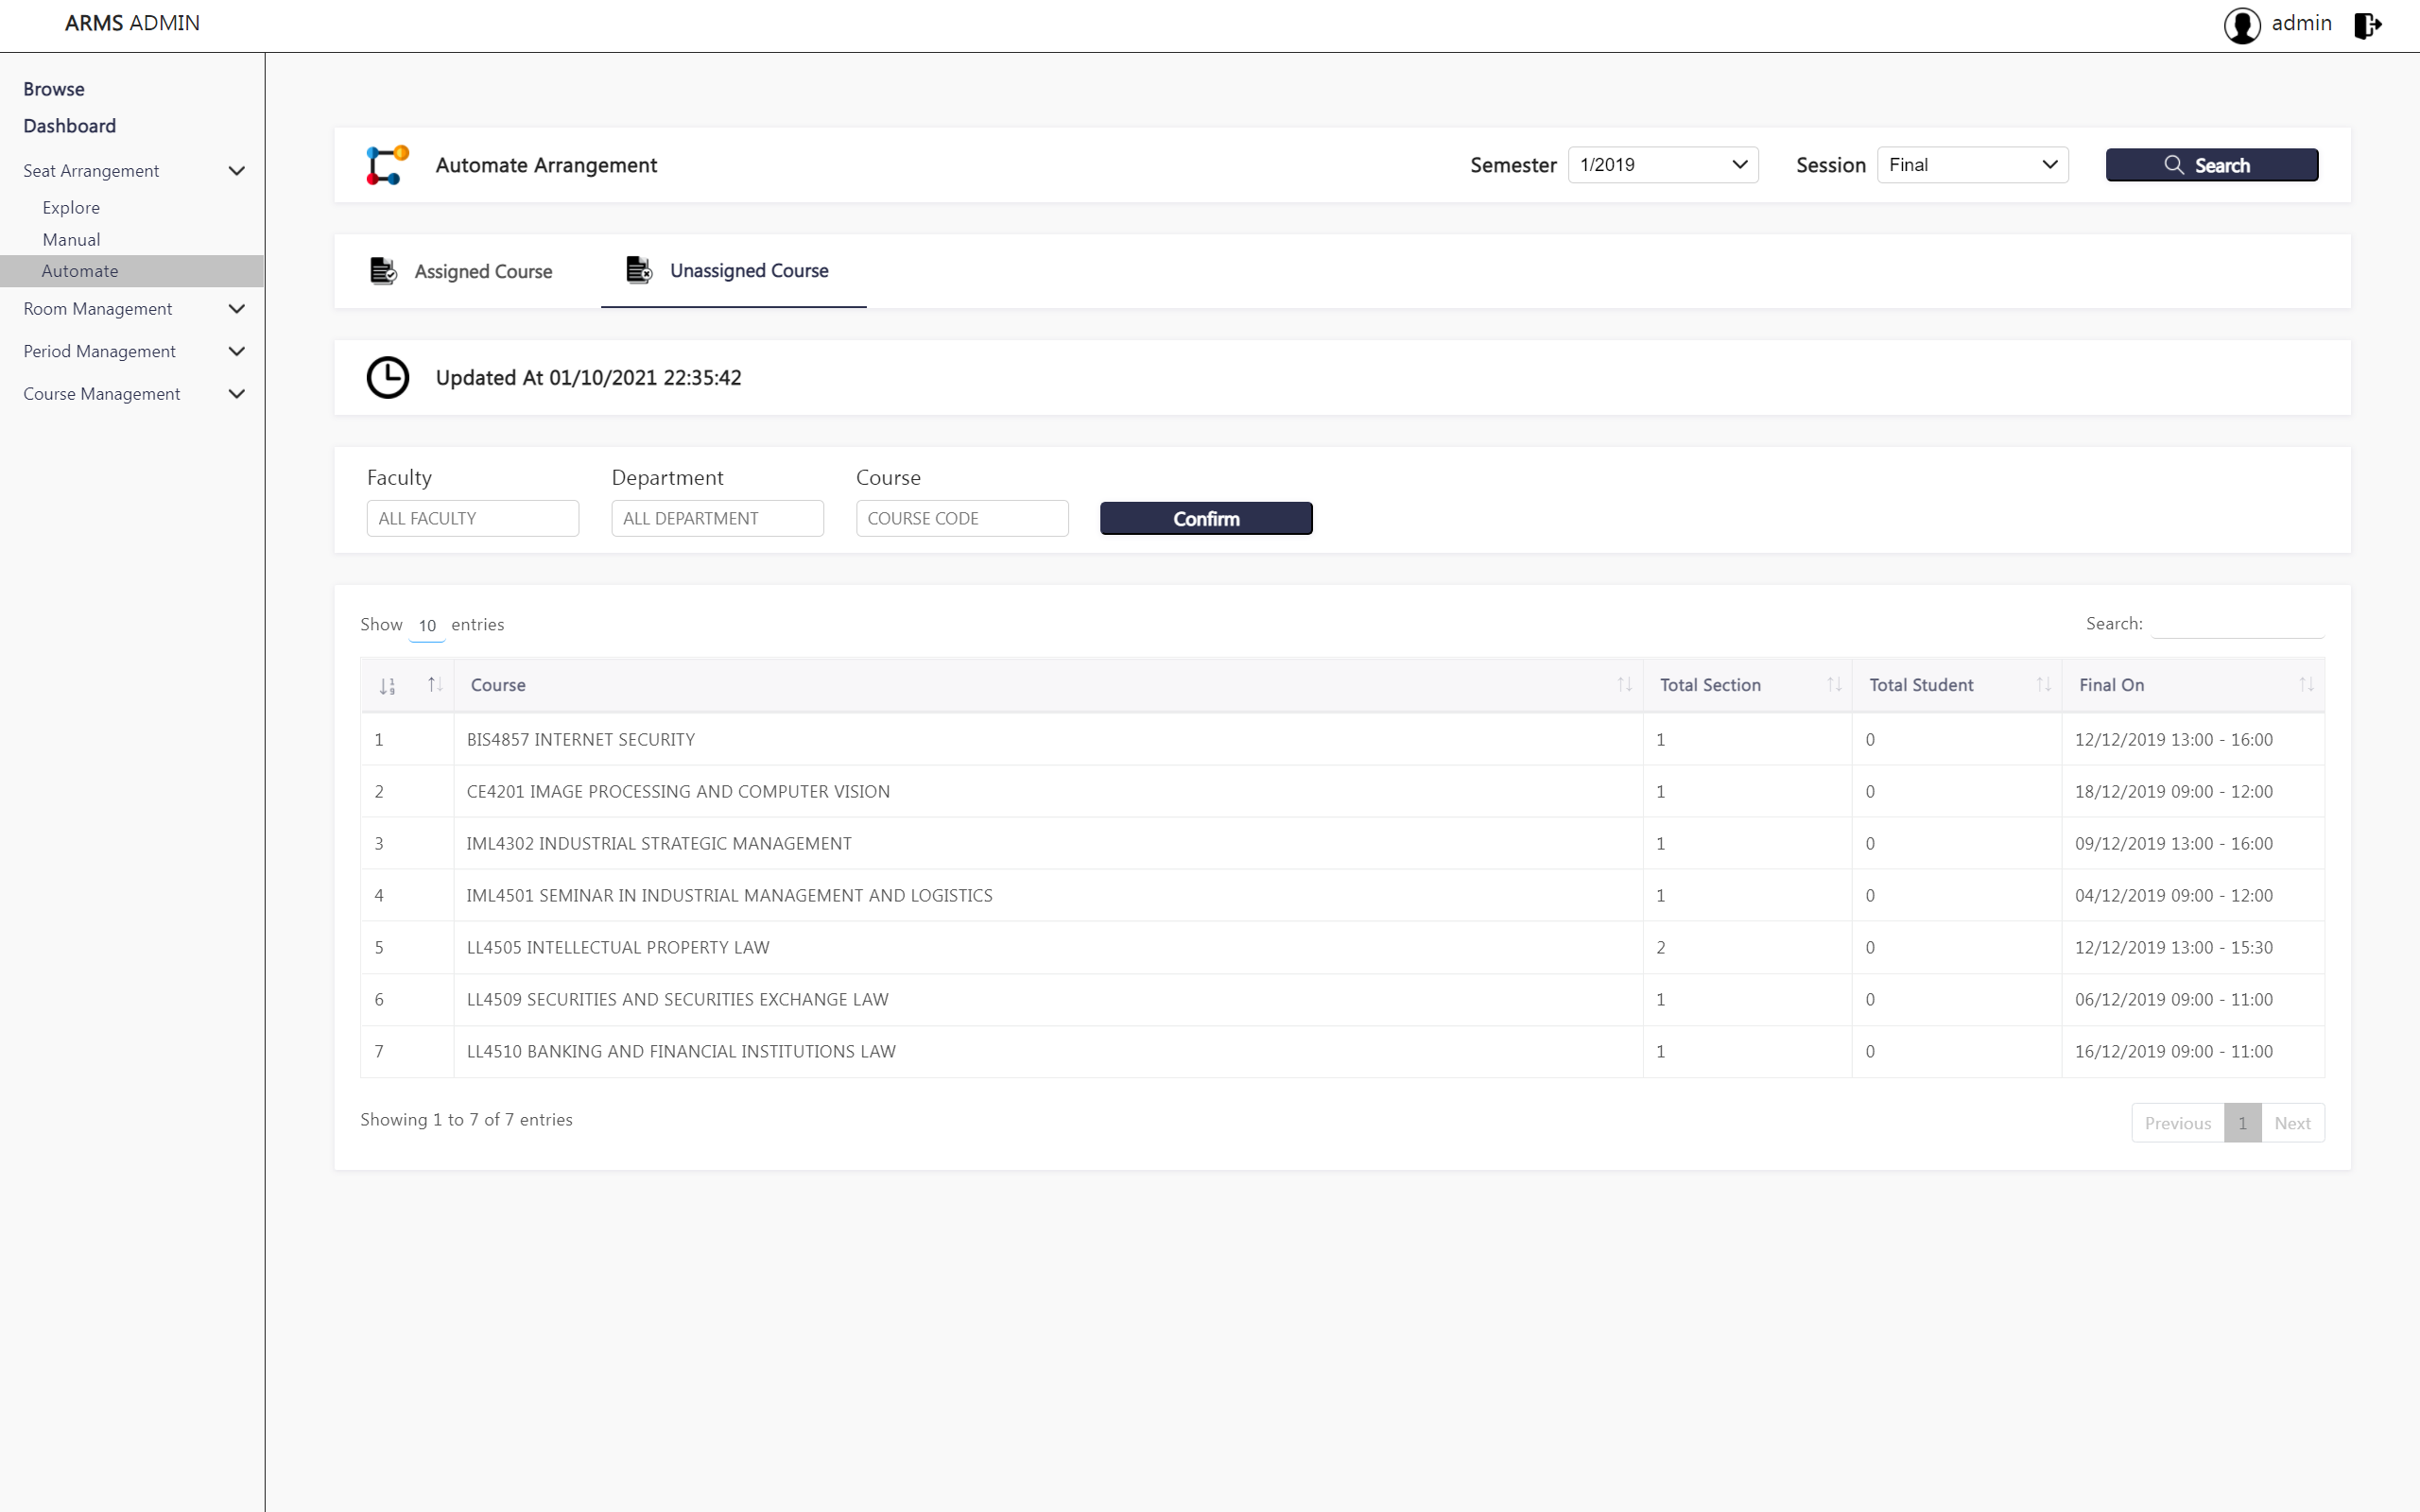 ARMS ADMIN
admin
Browse
Dashboard
Seat Arrangement
Explore
Manual
Automate
Room Management
Period Management
Course Management
Automate Arrangement
Semester 1/2019 Session Final Search
Assigned Course Unassigned Course
Updated At 01/10/2021 22:35:42
Faculty Department Course
ALL FACULTY ALL DEPARTMENT COURSE CODE Confirm
Show 10 entries Search:
Course Total Section Total Student Final On
1 BIS4857 INTERNET SECURITY 1 0 12/12/2019 13:00 - 16:00
2 CE4201 IMAGE PROCESSING AND COMPUTER VISION 1 0 18/12/2019 09:00 - 12:00
3 IML4302 INDUSTRIAL STRATEGIC MANAGEMENT 1 0 09/12/2019 13:00 - 16:00
4 IML4501 SEMINAR IN INDUSTRIAL MANAGEMENT AND LOGISTICS 1 0 04/12/2019 09:00 - 12:00
5 LL4505 INTELLECTUAL PROPERTY LAW 2 0 12/12/2019 13:00 - 15:30
6 LL4509 SECURITIES AND SECURITIES EXCHANGE LAW 1 0 06/12/2019 09:00 - 11:00
7 LL4510 BANKING AND FINANCIAL INSTITUTIONS LAW 1 0 16/12/2019 09:00 - 11:00
Showing 1 to 7 of 7 entries
Previous 1 Next